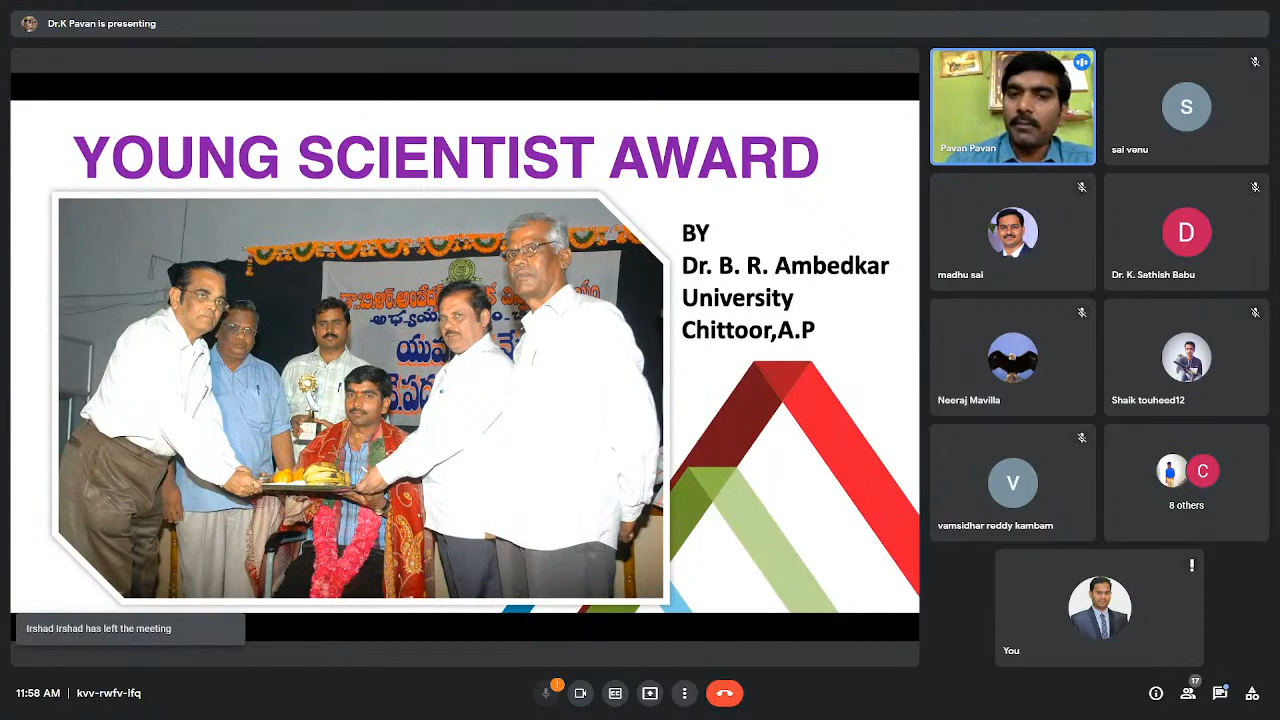 Dr.K Pavan is presenting
YOUNG SCIENTIST AWARD
BY
Dr. B. R. Ambedkar
University
Chittoor,A.P
యువ
Pavan Pavan
S
sai venu
madhu sai
D
Dr. K. Sathish Babu
Neeraj Mavilla
Shaik touheed12
V
vamsidhar reddy kambam
C
8 others
You
Irshad Irshad has left the meeting
11:58 AM | kvv-rwfv-lfq
17